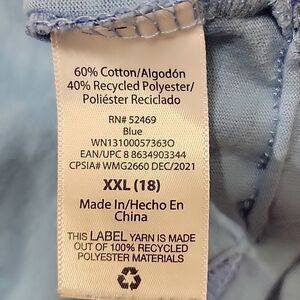 60% Cotton/Algodón
40% Recycled Polyester/
Poliéster Reciclado
RN# 52469
Blue
WN13100057363O
EAN/UPC 8 8634903344
CPSIA# WMG2660 DEC/2021
XXL (18)
Made In/Hecho En
China
THIS LABEL YARN IS MADE
OUT OF 100% RECYCLED
POLYESTER MATERIALS